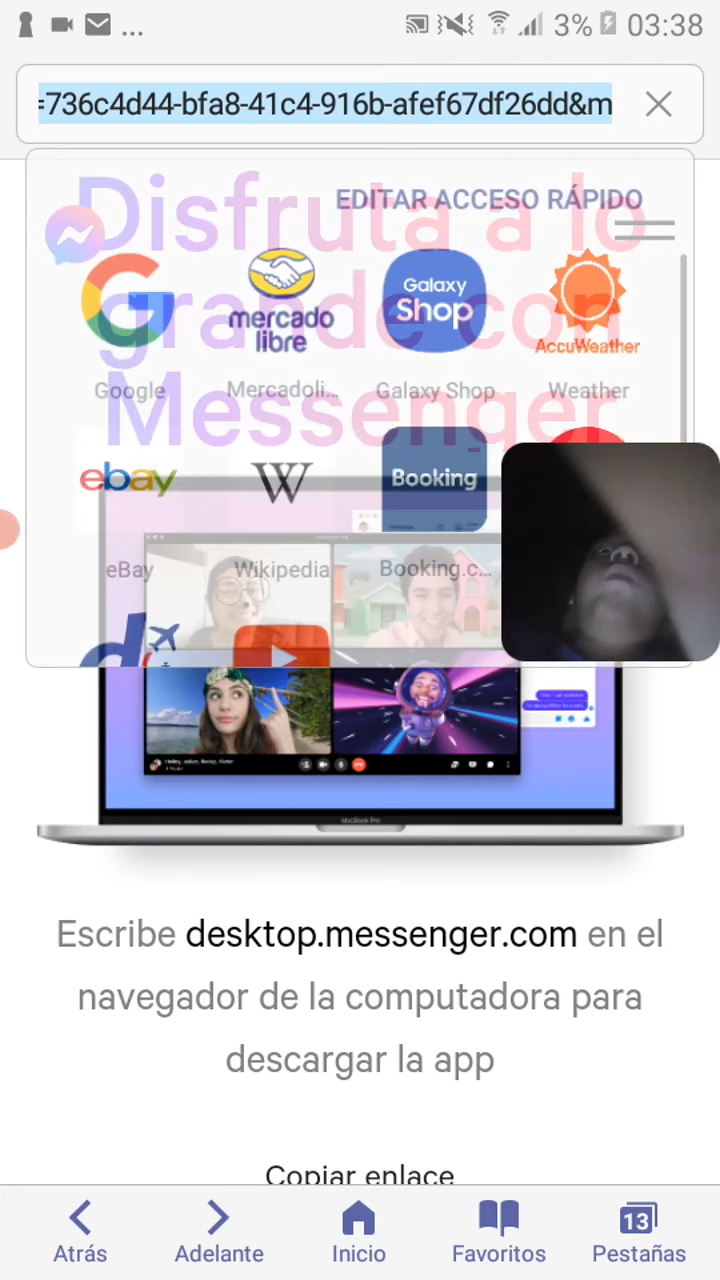 ... 3% 03:38
=736c4d44-bfa8-41c4-916b-afef67df26dd&m
EDITAR ACCESO RÁPIDO
Disfruta a lo
grande con
Messenger
mercado
libre
Galaxy
Shop
AccuWeather
Google Mercadoli... Galaxy Shop Weather
ebay W Booking
eBay Wikipedia Booking.c...
MacBook Pro
Escribe desktop.messenger.com en el
navegador de la computadora para
descargar la app
Copiar enlace
13
Atrás Adelante Inicio Favoritos Pestañas